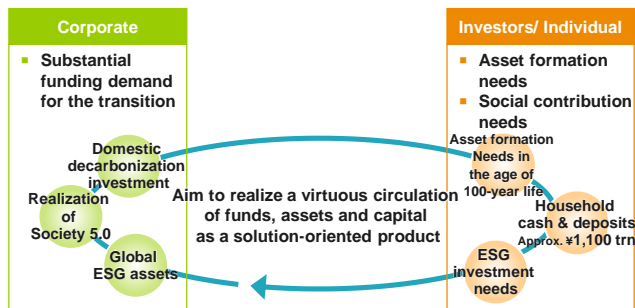 Corporate
▪ Substantial
funding demand
for the transition
Domestic
decarbonization
investment
Realization
of
Society 5.0
Global
ESG assets
Aim to realize a virtuous circulation
of funds, assets and capital
as a solution-oriented product
Investors/ Individual
▪ Asset formation
needs
▪ Social contribution
needs
Asset formation
Needs in
the age of
100-year life
Household
cash & deposits
Approx. ¥1,100 trn
ESG
investment
needs